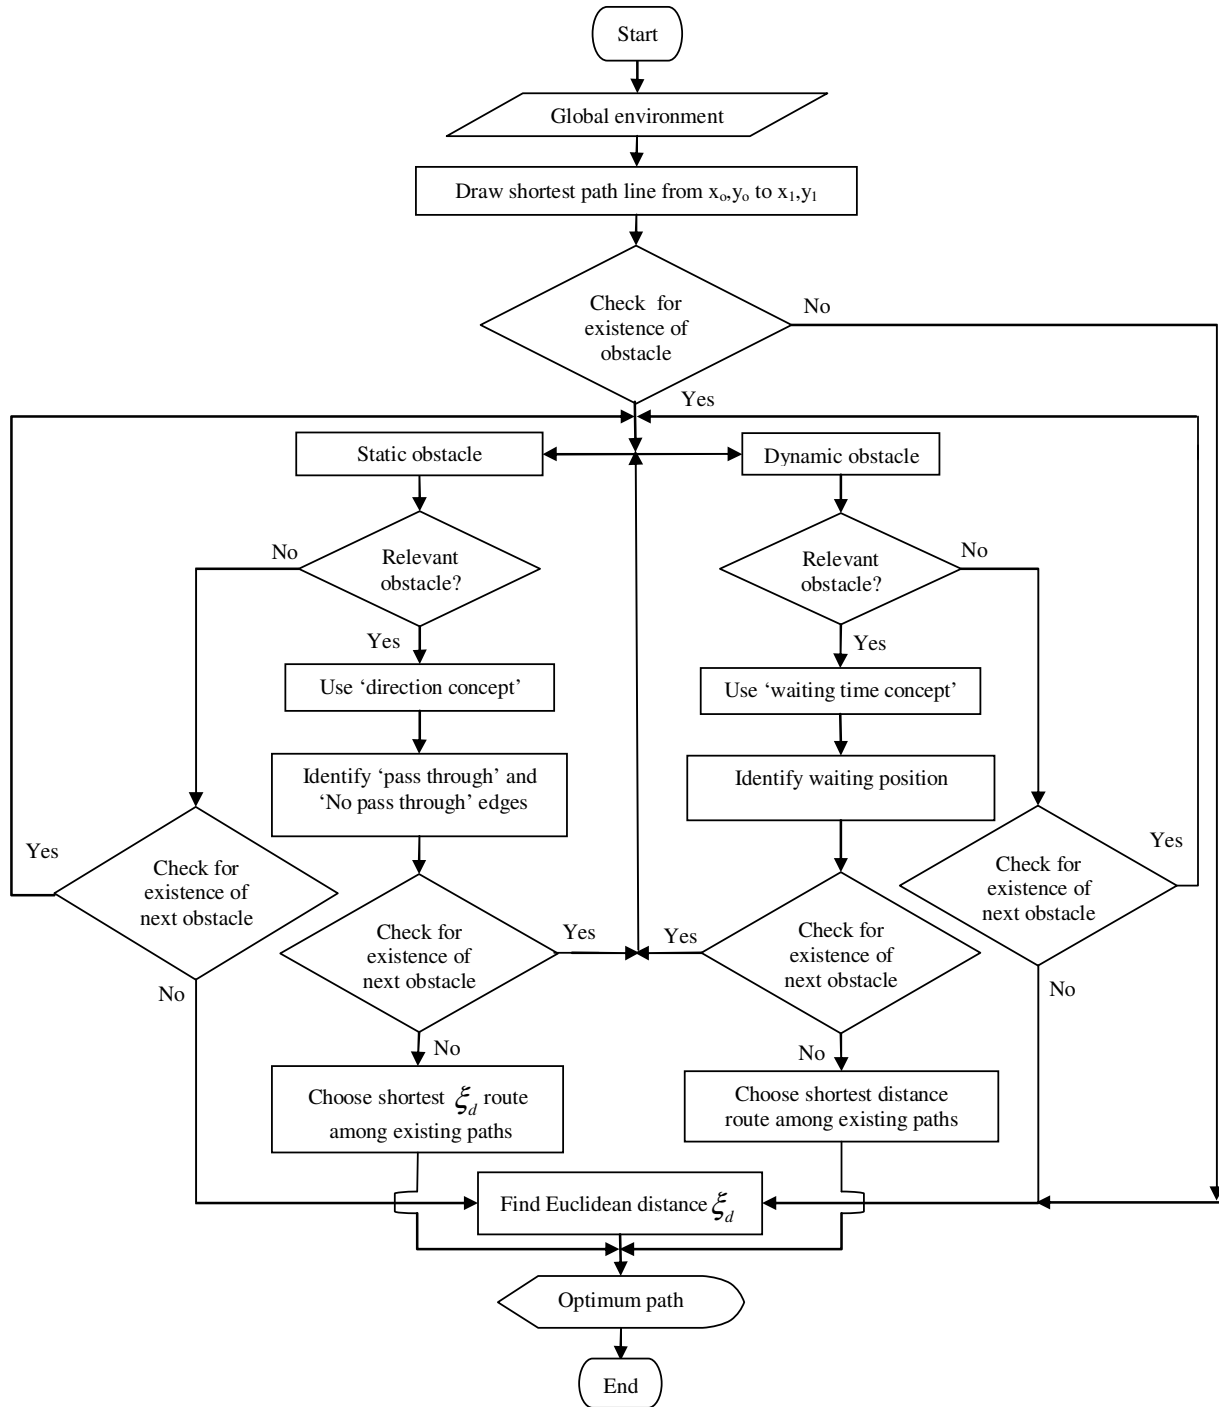 Start
Global environment
Draw shortest path line from xₒ,yₒ to x₁,y₁
Check for
existence of
obstacle
No
Yes
Static obstacle
Dynamic obstacle
No
Relevant
obstacle?
Relevant
obstacle?
No
Yes
Yes
Use ‘direction concept’
Use ‘waiting time concept’
Identify ‘pass through’ and
‘No pass through’ edges
Identify waiting position
Yes
Check for
existence of
next obstacle
Check for
existence of
next obstacle
Yes
Check for
existence of
next obstacle
Yes
Yes
Check for
existence of
next obstacle
No
No
No
No
Choose shortest ξd route
among existing paths
Choose shortest distance
route among existing paths
Find Euclidean distance ξd
Optimum path
End